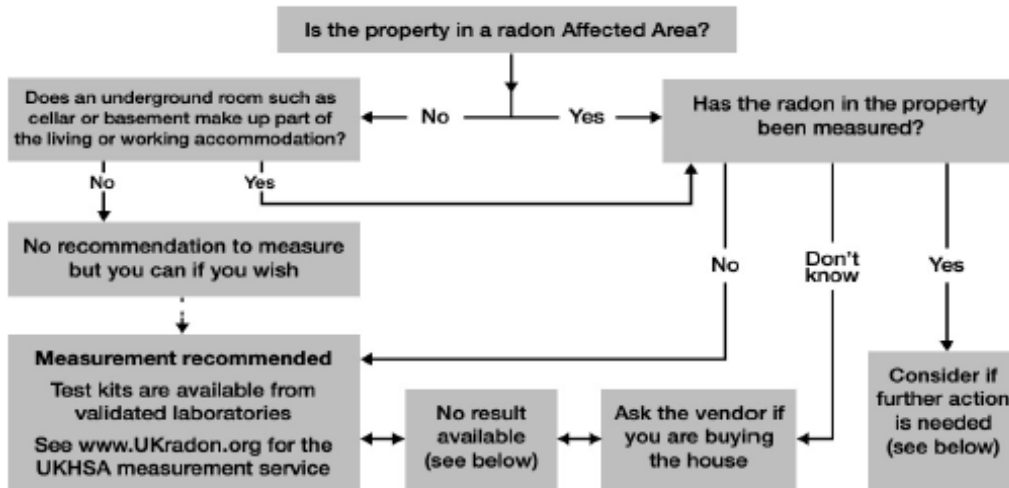 Is the property in a radon Affected Area?
Does an underground room such as
cellar or basement make up part of
the living or working accommodation?
No
Yes
Has the radon in the property
been measured?
No
Yes
No recommendation to measure
but you can if you wish
No
Don't
know
Yes
Measurement recommended
Test kits are available from
validated laboratories
See www.UKradon.org for the
UKHSA measurement service
No result
available
(see below)
Ask the vendor if
you are buying
the house
Consider if
further action
is needed
(see below)